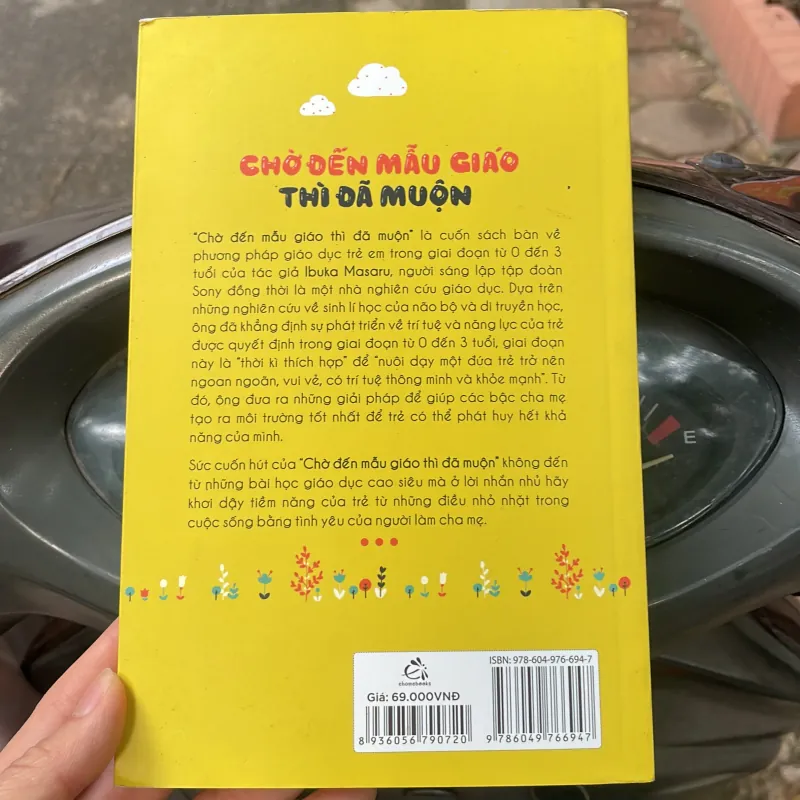 CHỜ ĐẾN MẪU GIÁO
THÌ ĐÃ MUỘN
"Chờ đến mẫu giáo thì đã muộn" là cuốn sách bàn về
phương pháp giáo dục trẻ em trong giai đoạn từ 0 đến 3
tuổi của tác giả Ibuka Masaru, người sáng lập tập đoàn
Sony đồng thời là một nhà nghiên cứu giáo dục. Dựa trên
những nghiên cứu về sinh lí học của não bộ và di truyền học,
ông đã khẳng định sự phát triển về trí tuệ và năng lực của trẻ
được quyết định trong giai đoạn từ 0 đến 3 tuổi, giai đoạn
này là "thời kì thích hợp" để "nuôi dạy một đứa trẻ trở nên
ngoan ngoãn, vui vẻ, có trí tuệ thông minh và khỏe mạnh". Từ
đó, ông đưa ra những giải pháp để giúp các bậc cha mẹ
tạo ra môi trường tốt nhất để trẻ có thể phát huy hết khả
năng của mình.
Sức cuốn hút của "Chờ đến mẫu giáo thì đã muộn" không đến
từ những bài học giáo dục cao siêu mà ở lời nhắn nhủ hãy
khơi dậy tiềm năng của trẻ từ những điều nhỏ nhặt trong
cuộc sống bằng tình yêu của người làm cha mẹ.
ehomebooks
Giá: 69.000VNĐ
8 936056 790720
ISBN: 978-604-976-694-7
9 786049 766947
E